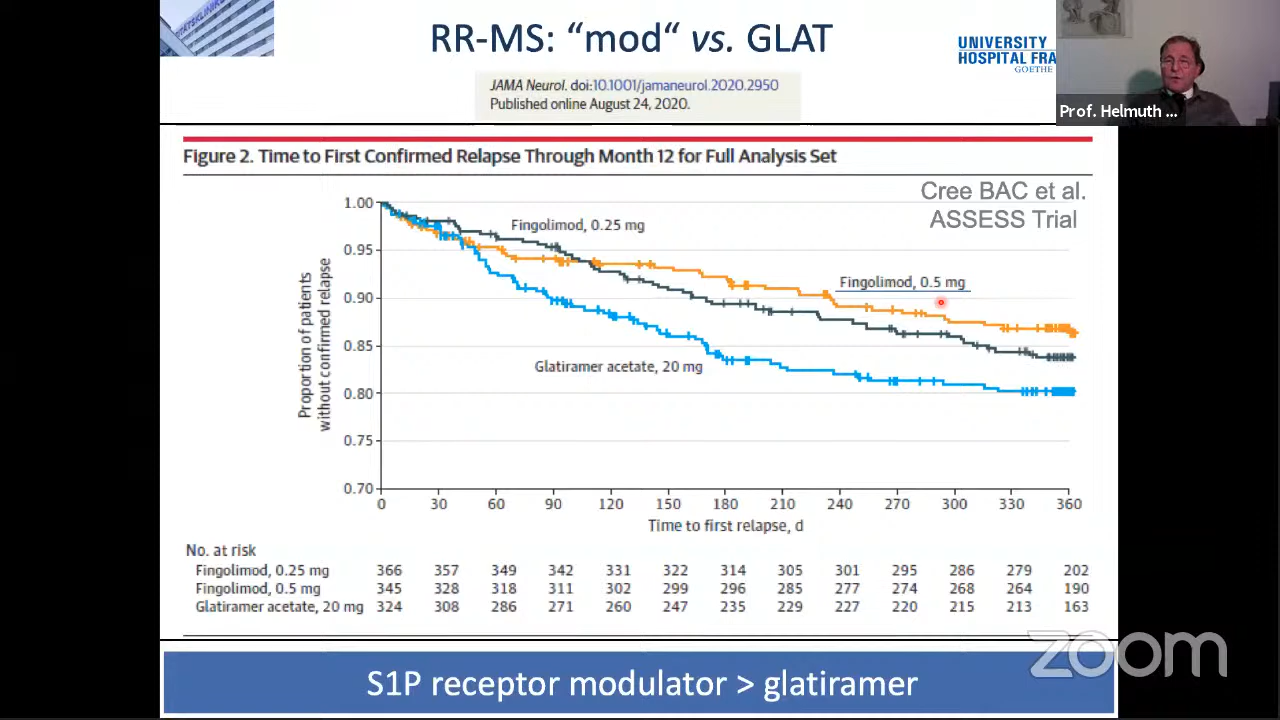 RR-MS: “mod“ vs. GLAT
UNIVERSITY
HOSPITAL FRA
GOETHE
JAMA Neurol. doi:10.1001/jamaneurol.2020.2950
Published online August 24, 2020.
Prof. Helmuth ...
Figure 2. Time to First Confirmed Relapse Through Month 12 for Full Analysis Set
Cree BAC et al.
ASSESS Trial
Proportion of patients
without confirmed relapse
1.00
0.95
0.90
0.85
0.80
0.75
0.70
Fingolimod, 0.25 mg
Fingolimod, 0.5 mg
Glatiramer acetate, 20 mg
0 30 60 90 120 150 180 210 240 270 300 330 360
Time to first relapse, d
No. at risk
Fingolimod, 0.25 mg 366 357 349 342 331 322 314 305 301 295 286 279 202
Fingolimod, 0.5 mg 345 328 318 311 302 299 296 285 277 274 268 264 190
Glatiramer acetate, 20 mg 324 308 286 271 260 247 235 229 227 220 215 213 163
S1P receptor modulator > glatiramer
zoom